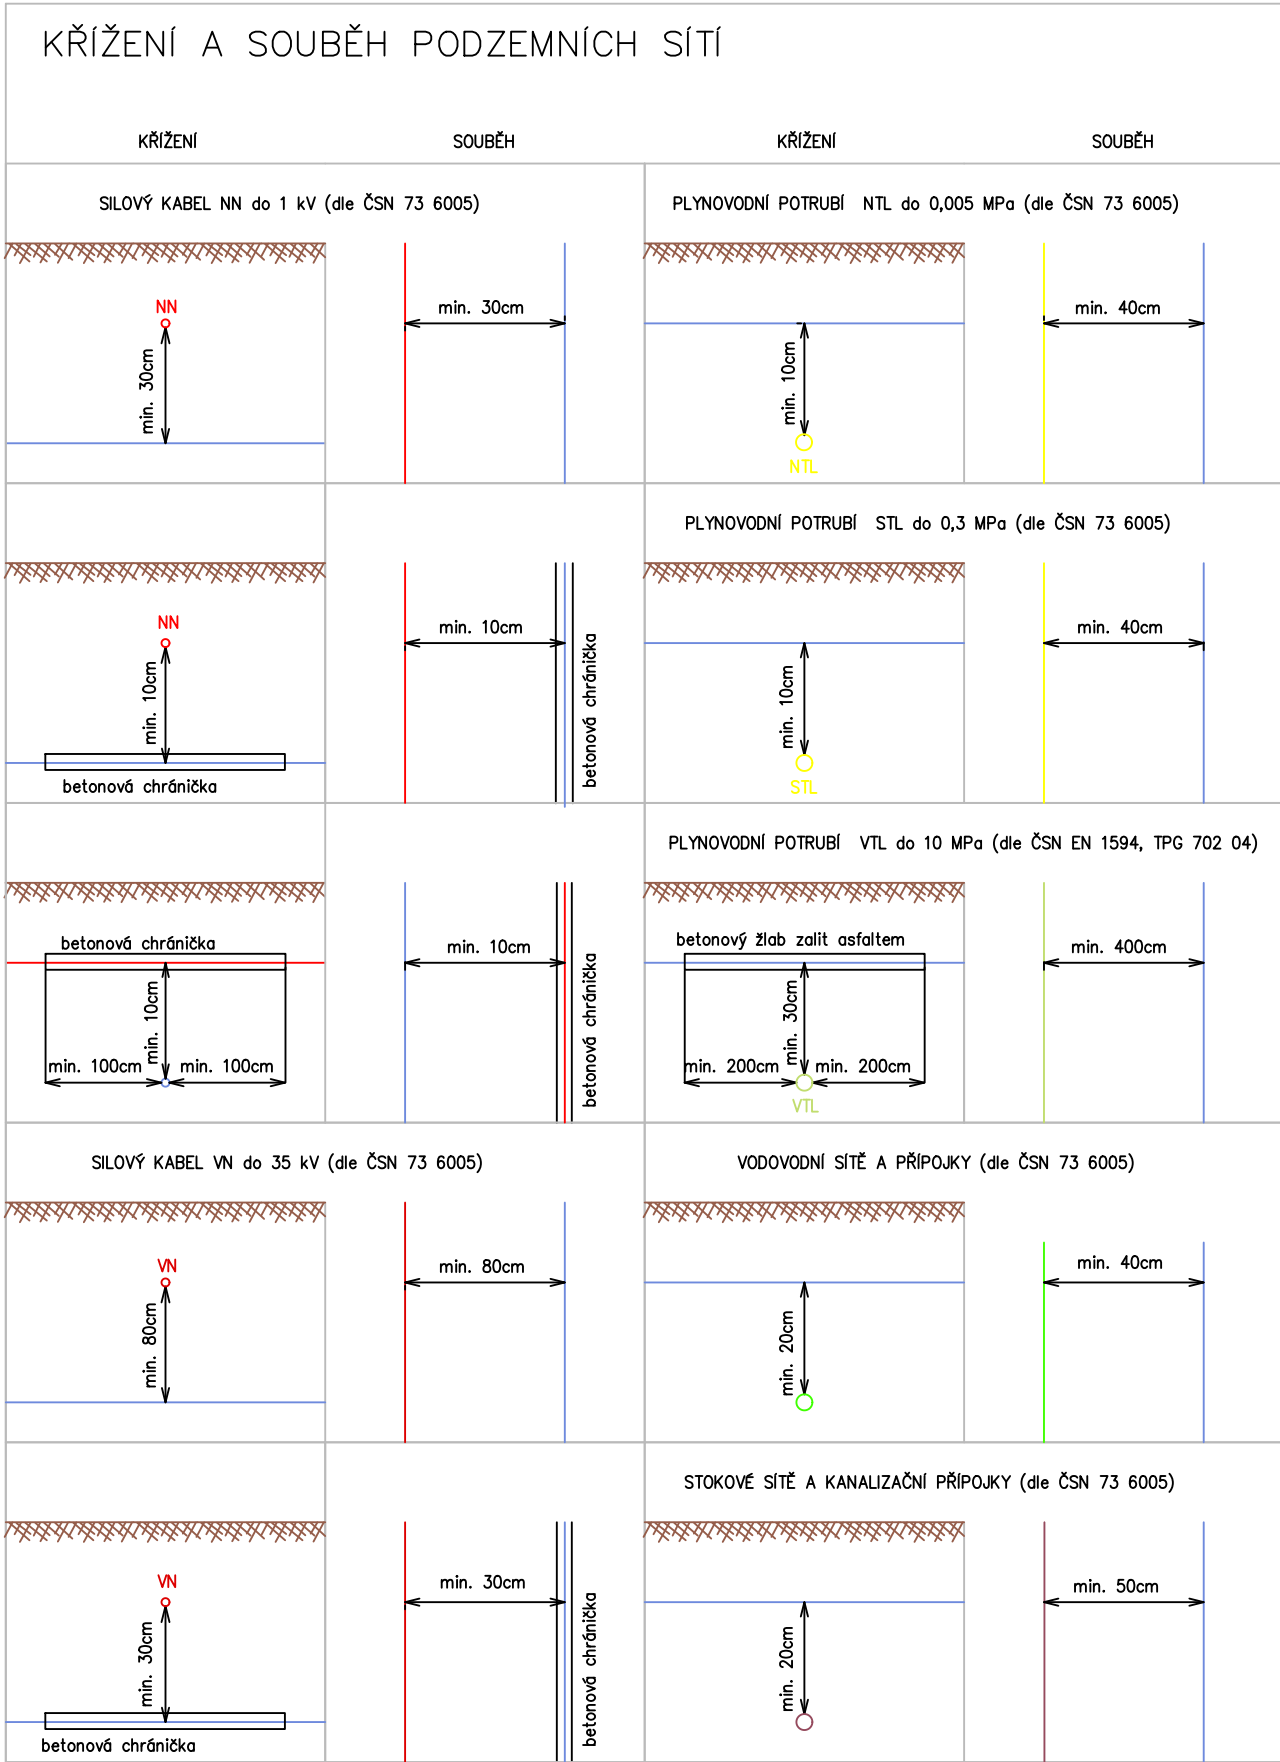 KŘÍŽENÍ A SOUBĚH PODZEMNÍCH SÍTÍ
KŘÍŽENÍ
SOUBĚH
KŘÍŽENÍ
SOUBĚH
SILOVÝ KABEL NN do 1 kV (dle ČSN 73 6005)
NN
min. 30cm
min. 30cm
PLYNOVODNÍ POTRUBÍ NTL do 0,005 MPa (dle ČSN 73 6005)
min. 10cm
NTL
min. 40cm
NN
min. 10cm
betonová chránička
min. 10cm
betonová chránička
PLYNOVODNÍ POTRUBÍ STL do 0,3 MPa (dle ČSN 73 6005)
min. 10cm
STL
min. 40cm
betonová chránička
min. 10cm
min. 100cm
min. 100cm
min. 10cm
betonová chránička
PLYNOVODNÍ POTRUBÍ VTL do 10 MPa (dle ČSN EN 1594, TPG 702 04)
betonový žlab zalit asfaltem
min. 30cm
min. 200cm
min. 200cm
VTL
min. 400cm
SILOVÝ KABEL VN do 35 kV (dle ČSN 73 6005)
VN
min. 80cm
min. 80cm
VODOVODNÍ SÍTĚ A PŘÍPOJKY (dle ČSN 73 6005)
min. 20cm
min. 40cm
VN
min. 30cm
betonová chránička
min. 30cm
betonová chránička
STOKOVÉ SÍTĚ A KANALIZAČNÍ PŘÍPOJKY (dle ČSN 73 6005)
min. 20cm
min. 50cm